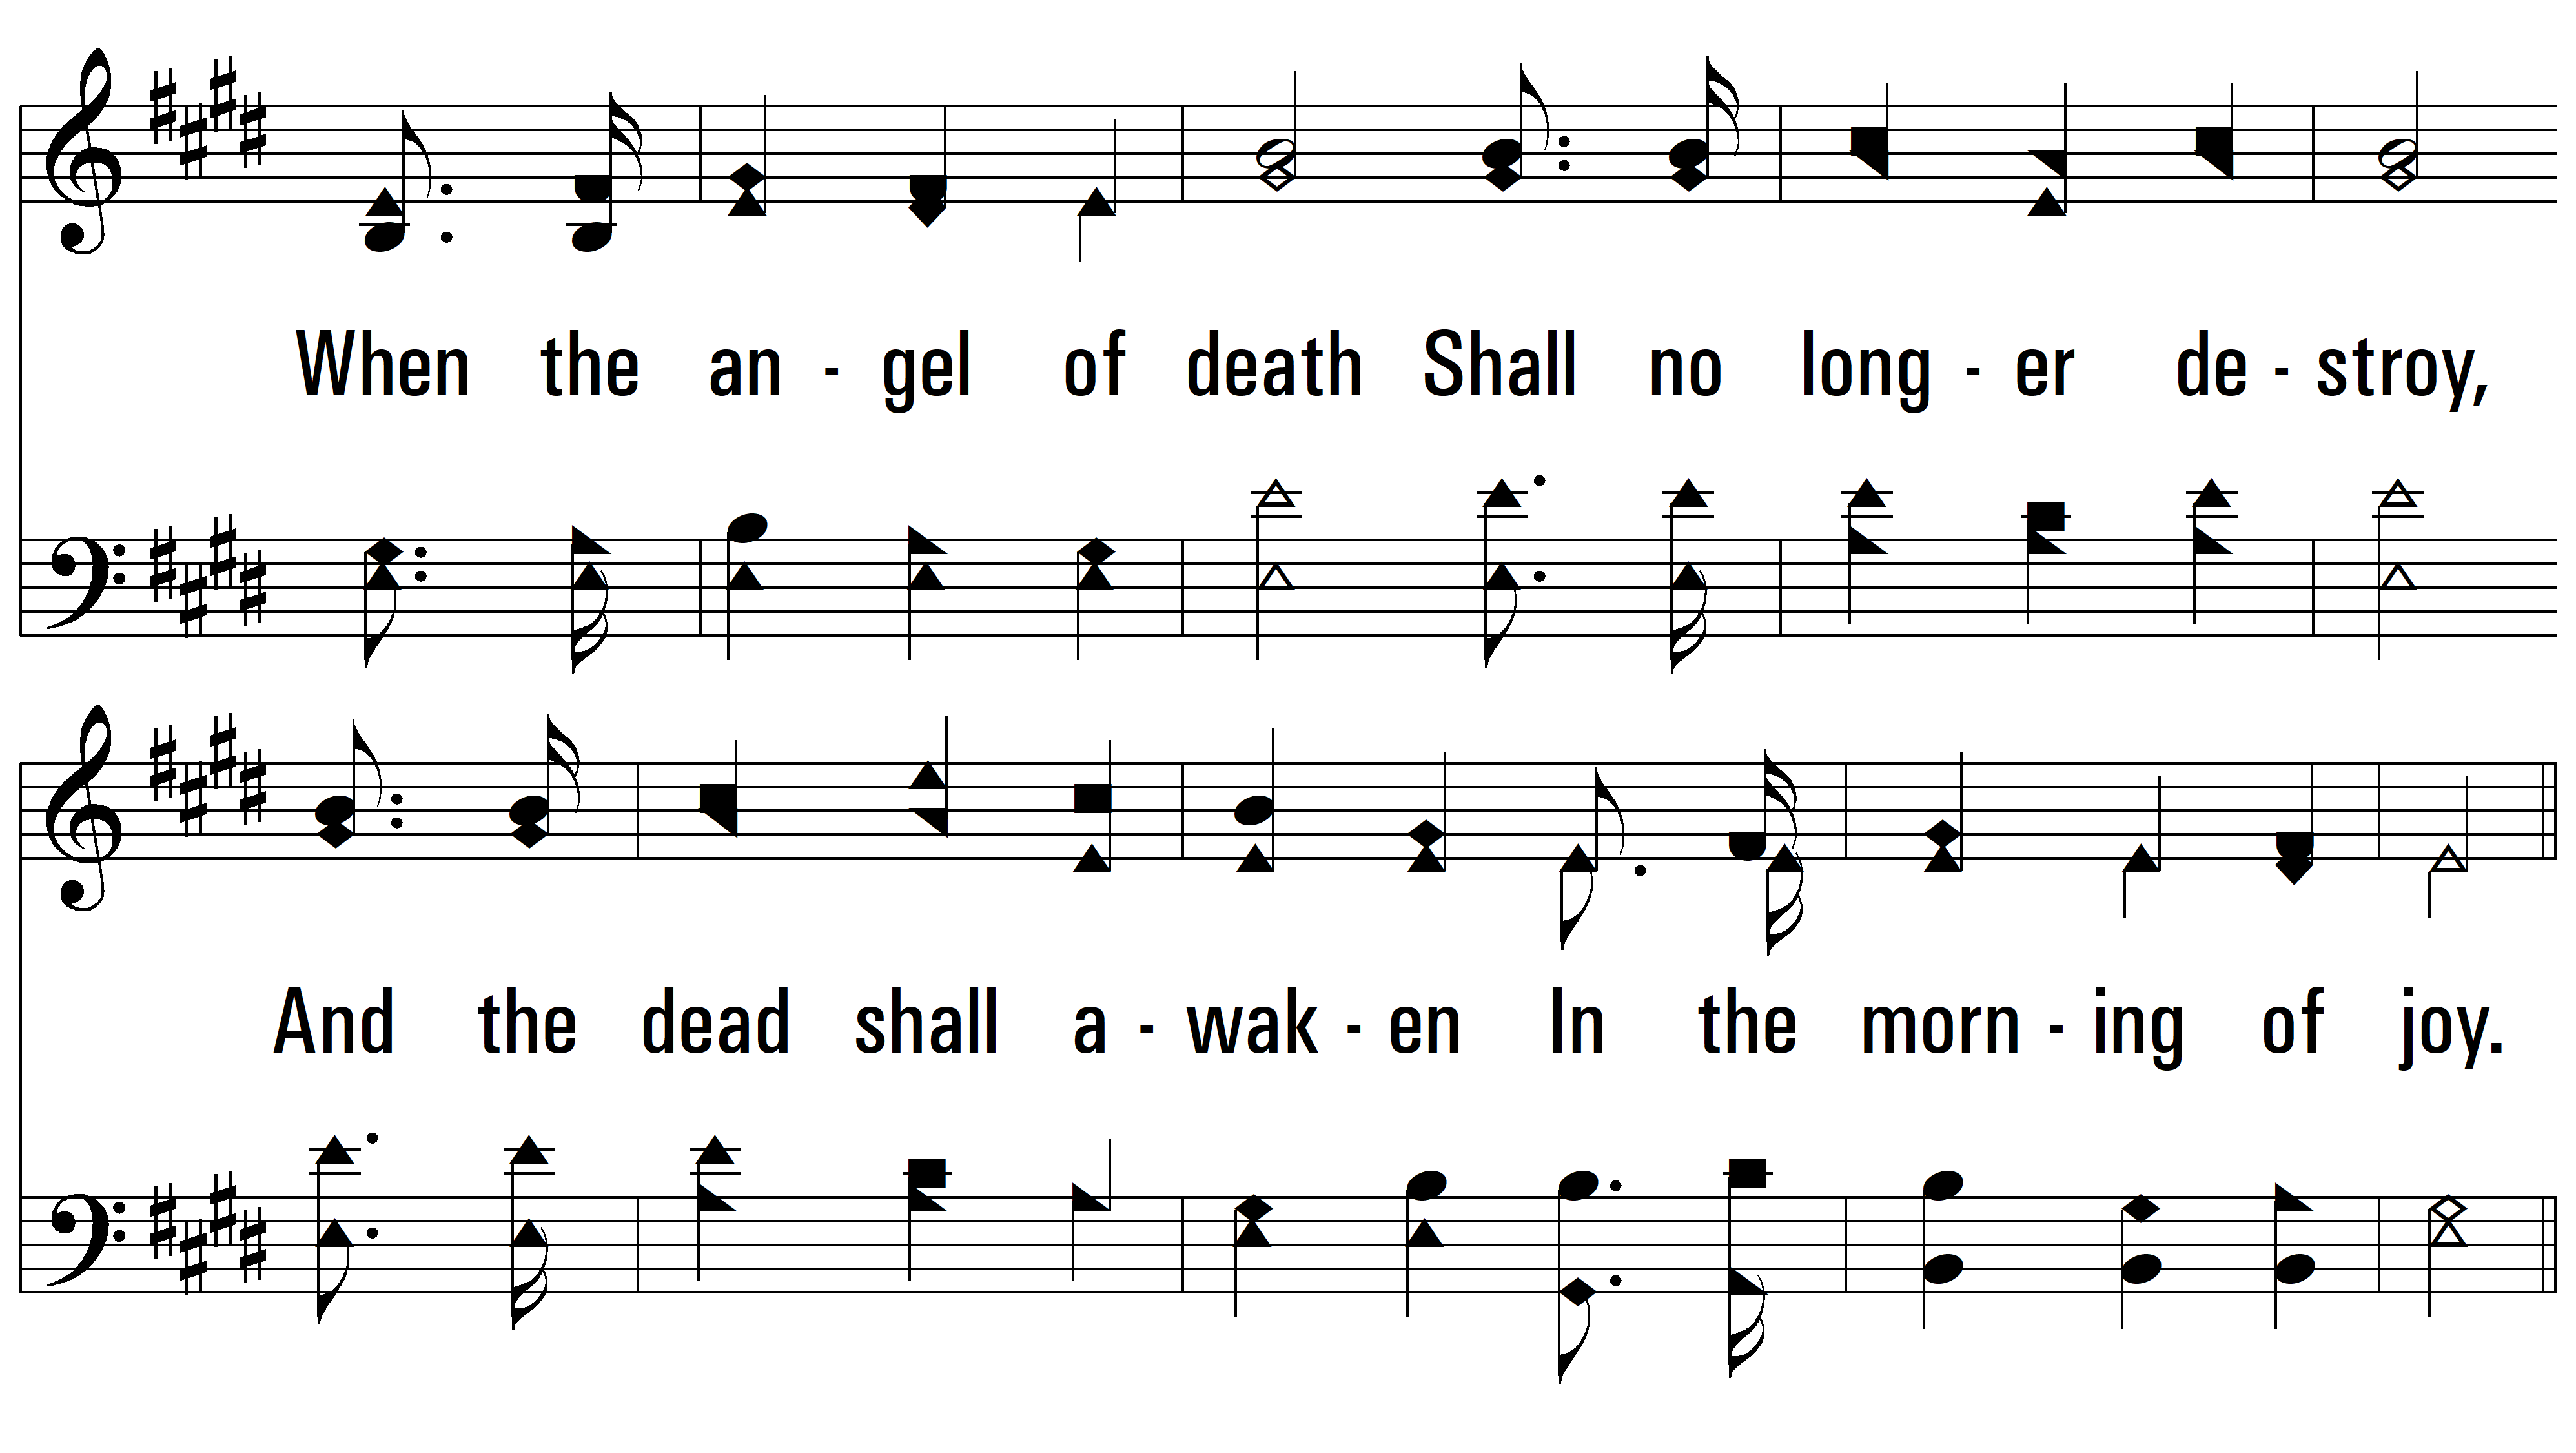 When the an - gel of death Shall no long - er de - stroy,
And the dead shall a - wak - en In the morn - ing of joy.